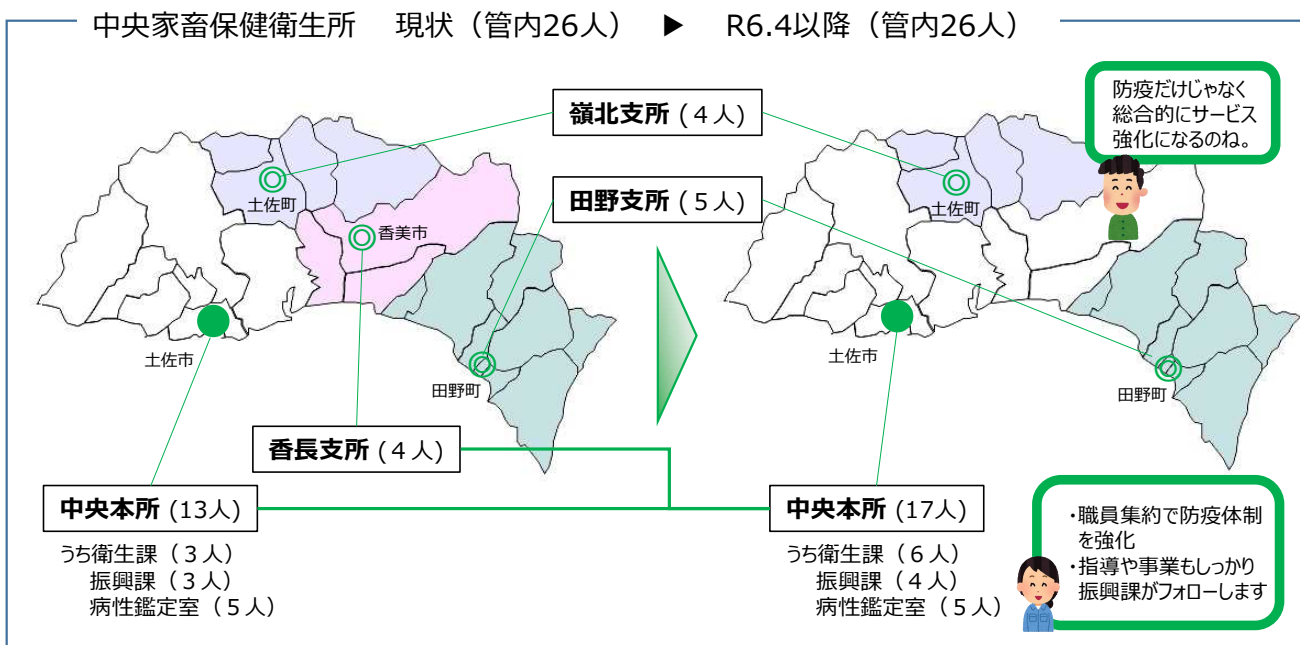 中央家畜保健衛生所　現状（管内26人）　▶　R6.4以降（管内26人）
嶺北支所 (４人)
防疫だけじゃなく
総合的にサービス
強化になるのね。
田野支所 (５人)
土佐町
香美市
土佐市
田野町
土佐町
土佐市
田野町
香長支所 (４人)
中央本所 (13人)
うち衛生課（３人）
振興課（３人）
病性鑑定室（５人）
中央本所 (17人)
うち衛生課（６人）
振興課（４人）
病性鑑定室（５人）
・職員集約で防疫体制
を強化
・指導や事業もしっかり
振興課がフォローします